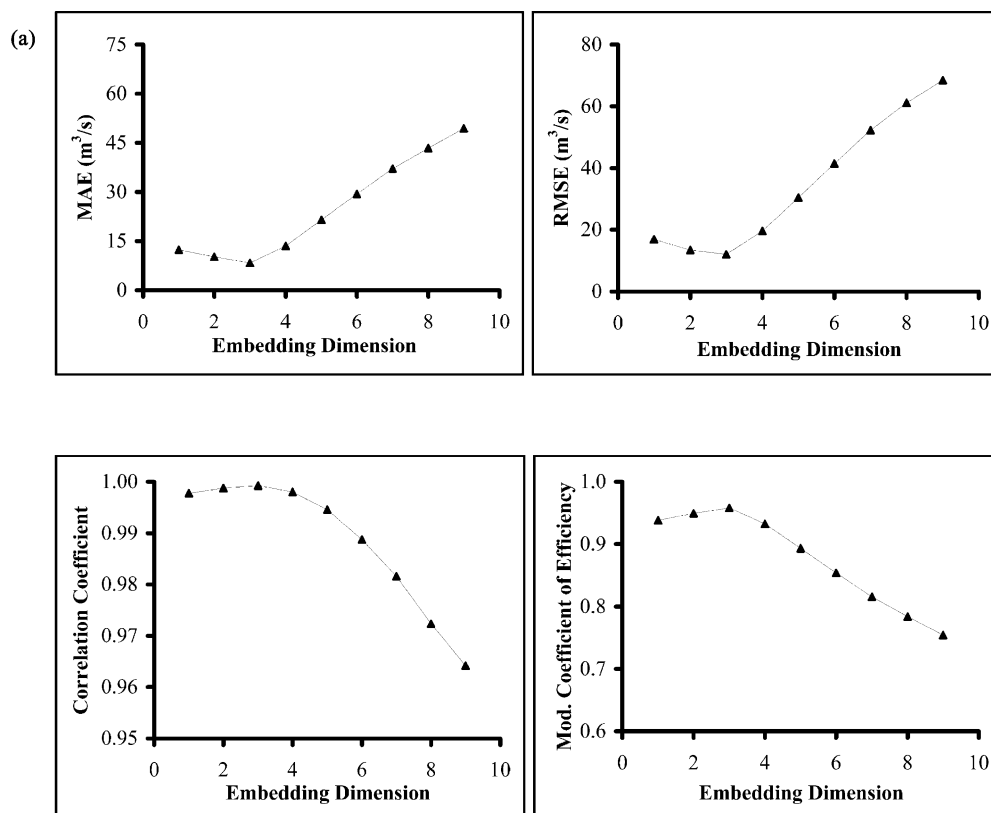 (a)
75
60
45
30
15
0
MAE (m³/s)
0 2 4 6 8 10
Embedding Dimension
80
60
40
20
0
RMSE (m³/s)
0 2 4 6 8 10
Embedding Dimension
1.00
0.99
0.98
0.97
0.96
0.95
Correlation Coefficient
0 2 4 6 8 10
Embedding Dimension
1.0
0.9
0.8
0.7
0.6
Mod. Coefficient of Efficiency
0 2 4 6 8 10
Embedding Dimension